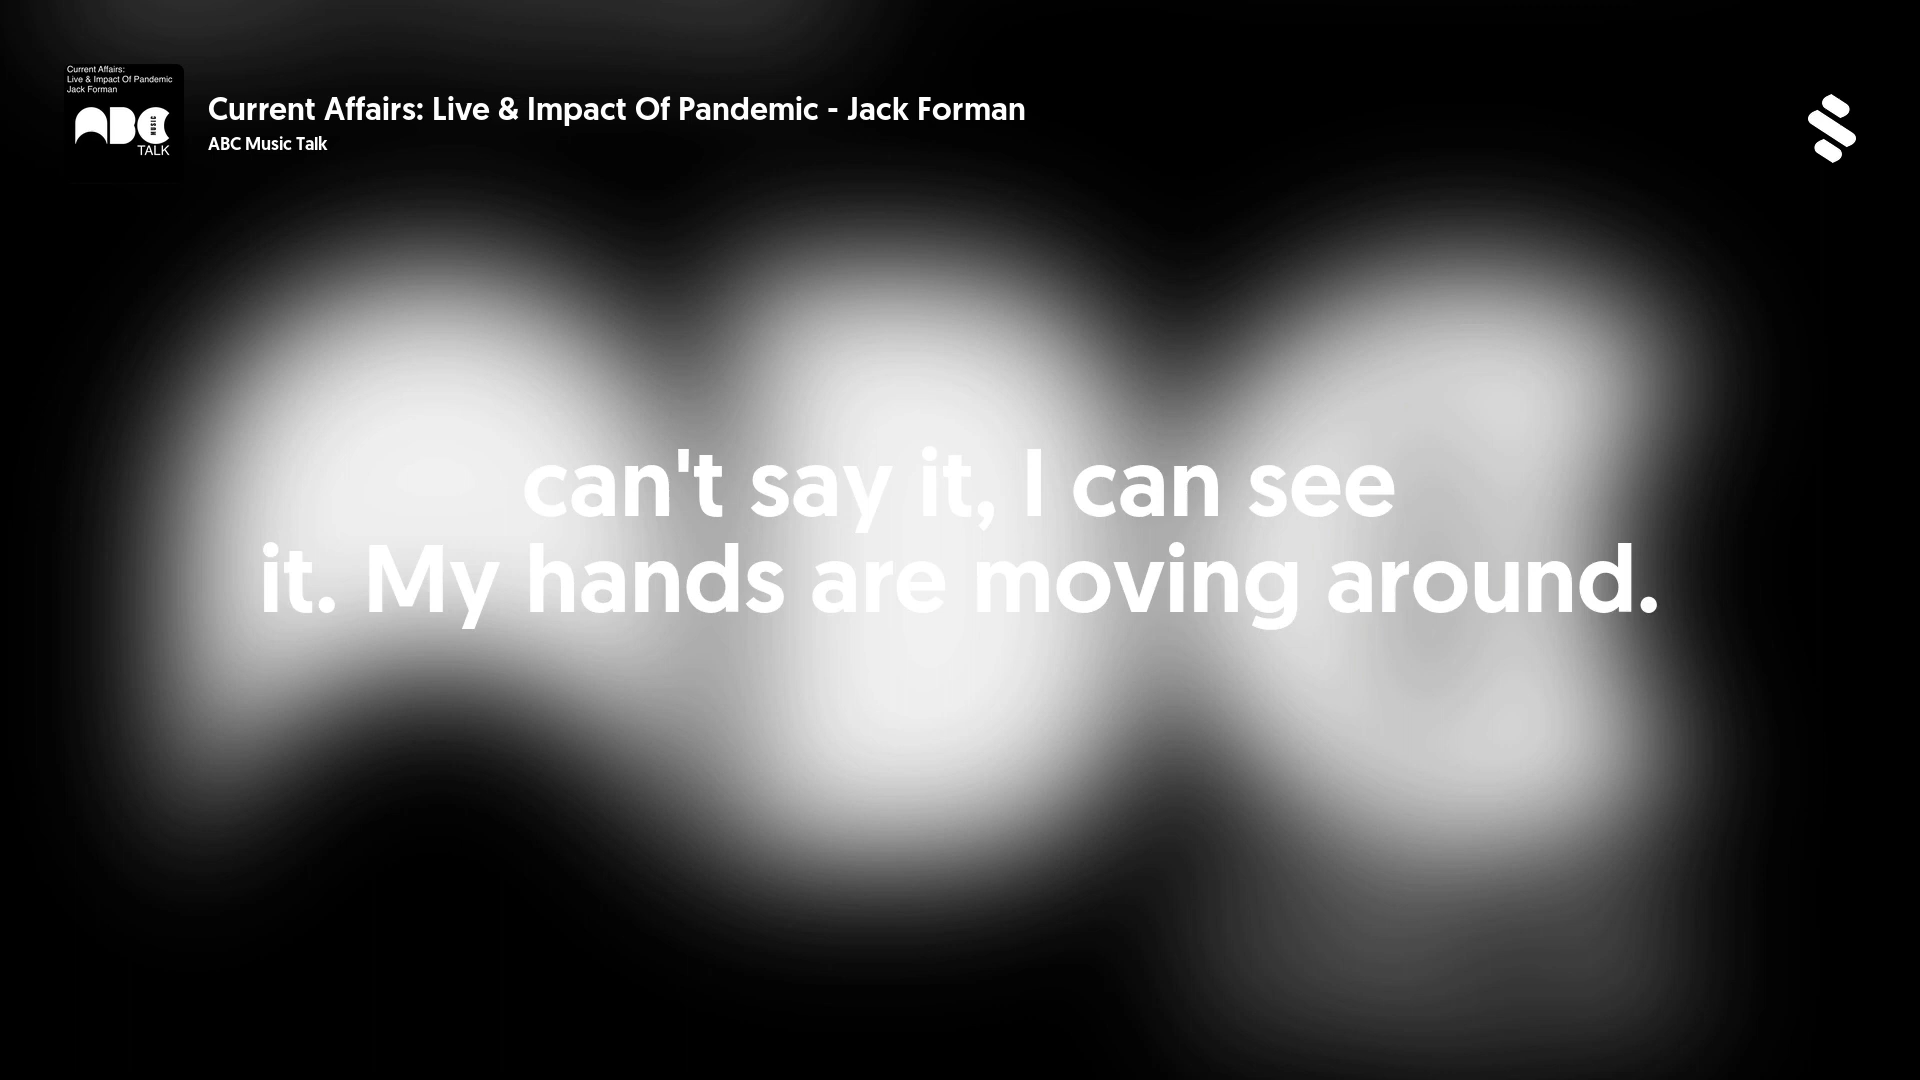 Current Affairs:
Live & Impact Of Pandemic
Jack Forman
ABC MUSIC
TALK
Current Affairs: Live & Impact Of Pandemic - Jack Forman
ABC Music Talk
can't say it, I can see
it. My hands are moving around.